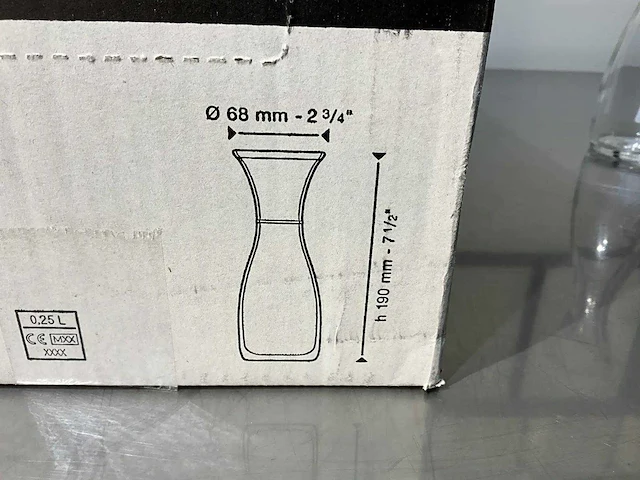 Ø 68 mm - 2 3/4"
h 190 mm - 7 1/2"
0,25 L
CE MXX
XXXX